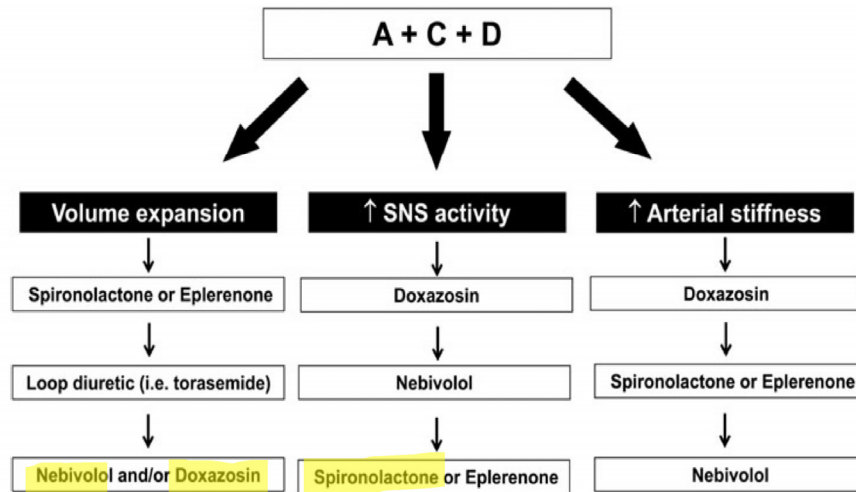 A + C + D
Volume expansion
↑ SNS activity
↑ Arterial stiffness
Spironolactone or Eplerenone
Doxazosin
Doxazosin
Loop diuretic (i.e. torasemide)
Nebivolol
Spironolactone or Eplerenone
Nebivolol and/or Doxazosin
Spironolactone or Eplerenone
Nebivolol